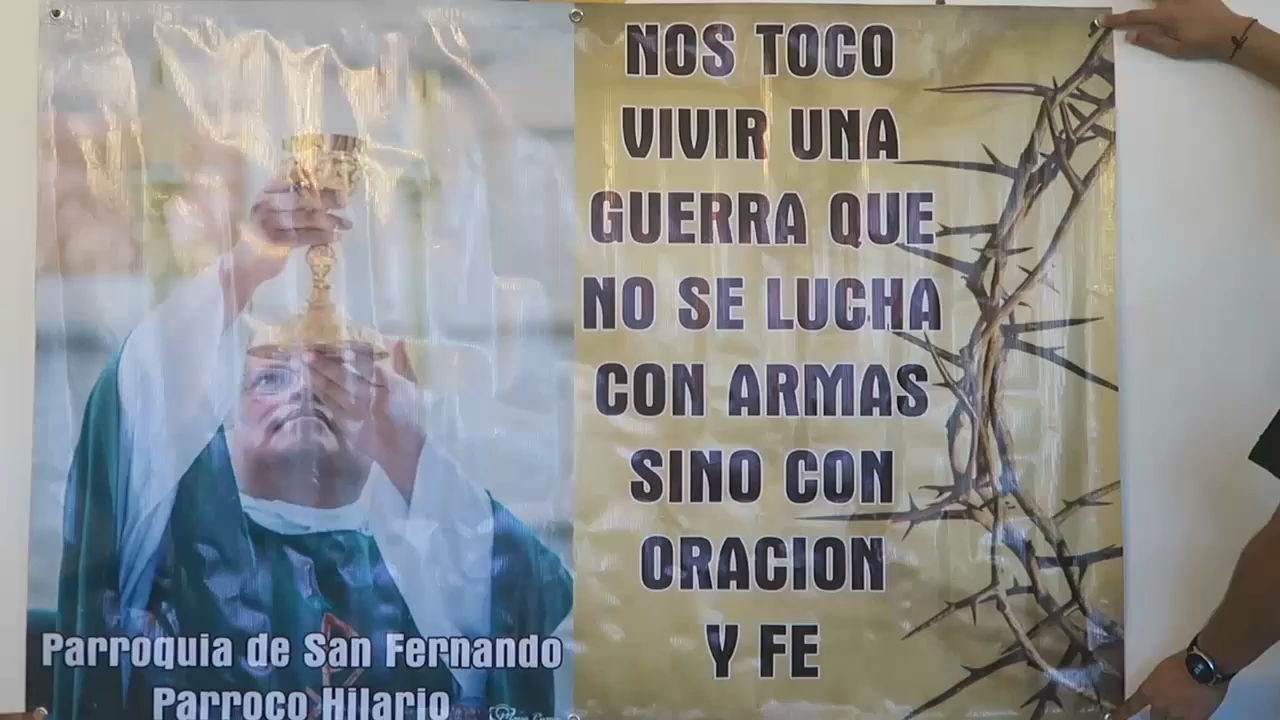 NOS TOCO
VIVIR UNA
GUERRA QUE
NO SE LUCHA
CON ARMAS
SINO CON
ORACION
Y FE
Parroquia de San Fernando
Parroco Hilario